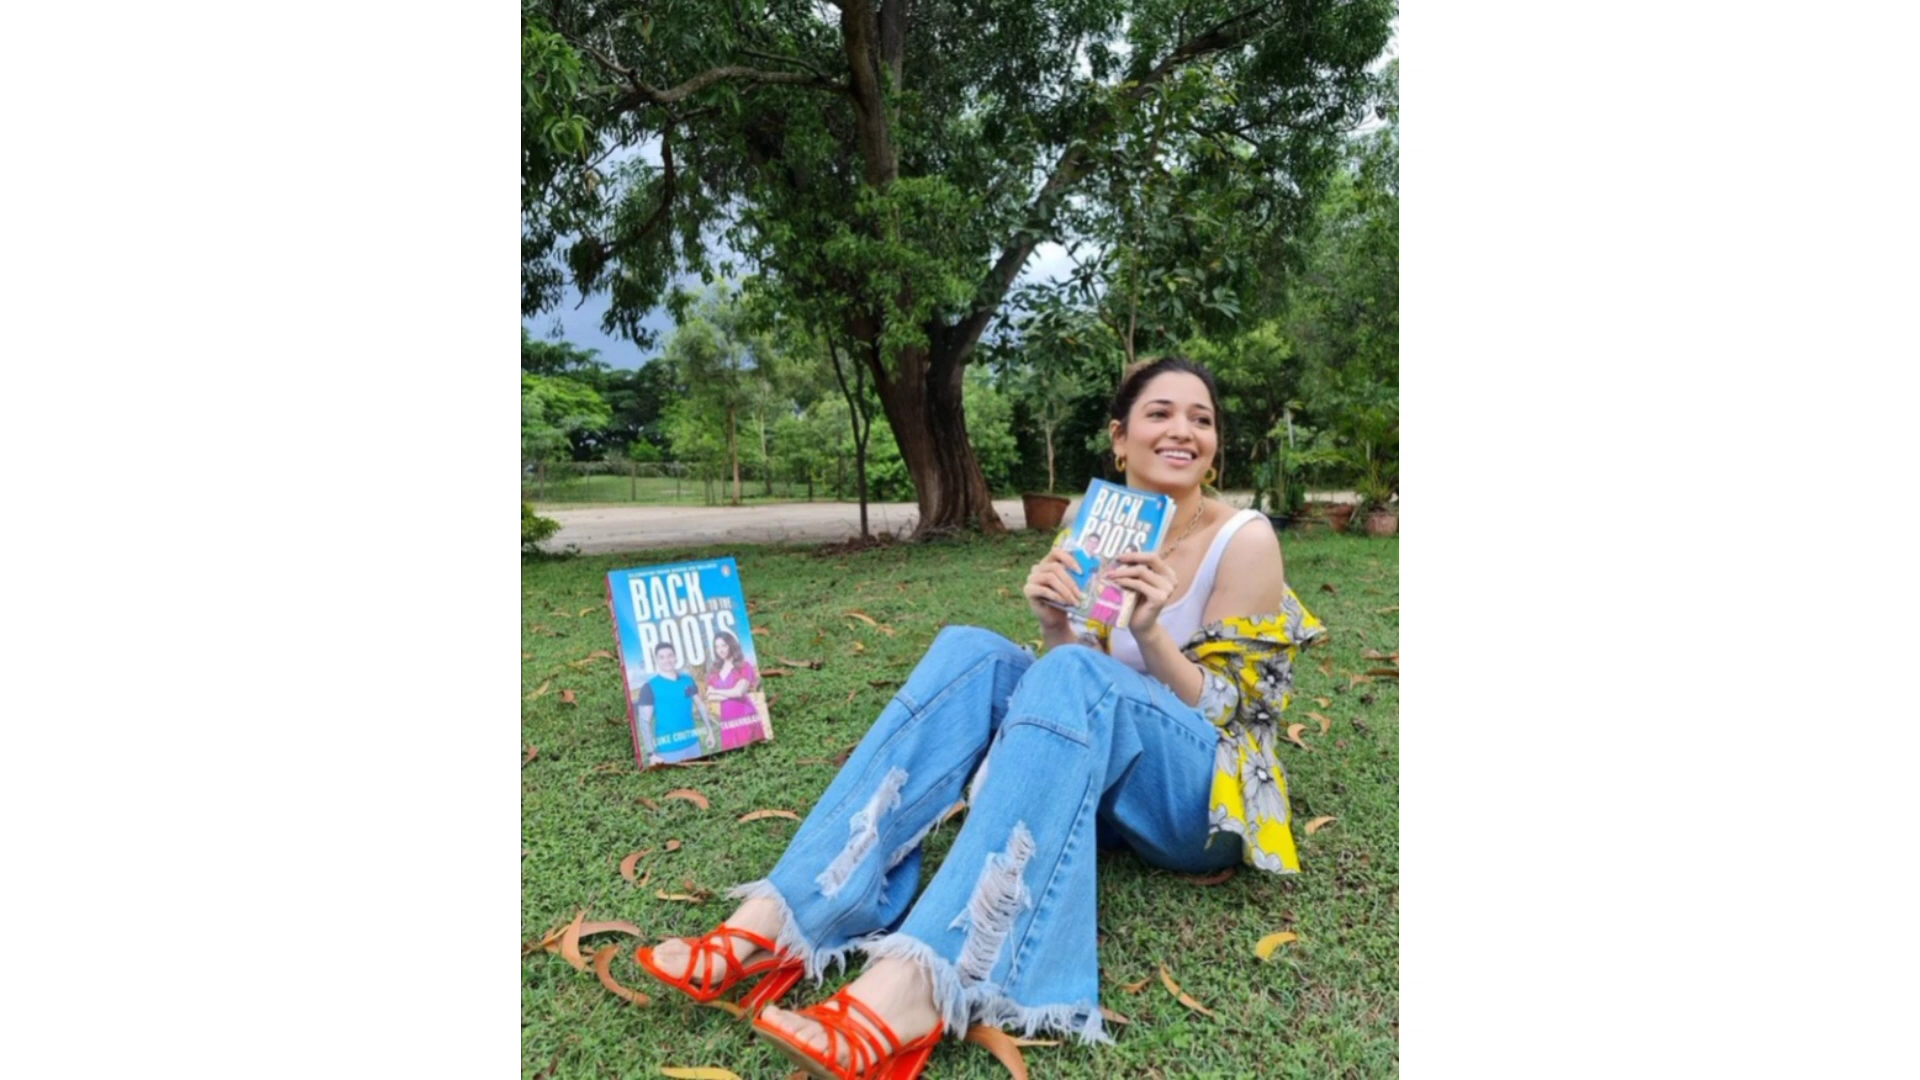 BACK TO THE
ROOTS
LUKE COUTINHO
TAMANNAAH
BACK TO THE
ROOTS